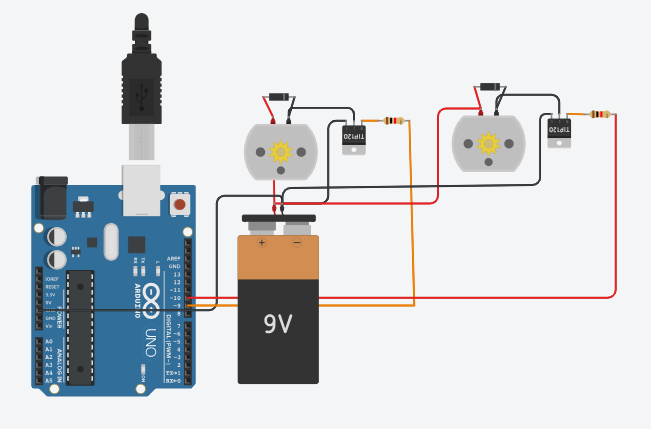 TIP120
TIP120
AREF
GND
13
12
~11
~10
~9
8
7
~6
~5
4
~3
2
TX→1
RX←0
DIGITAL (PWM~)
IOREF
RESET
3.3V
5V
GND
Vin
POWER
A0
A1
A2
A3
A4
A5
ANALOG IN
TX
RX
L
ON
ARDUINO
UNO
+
−
9V